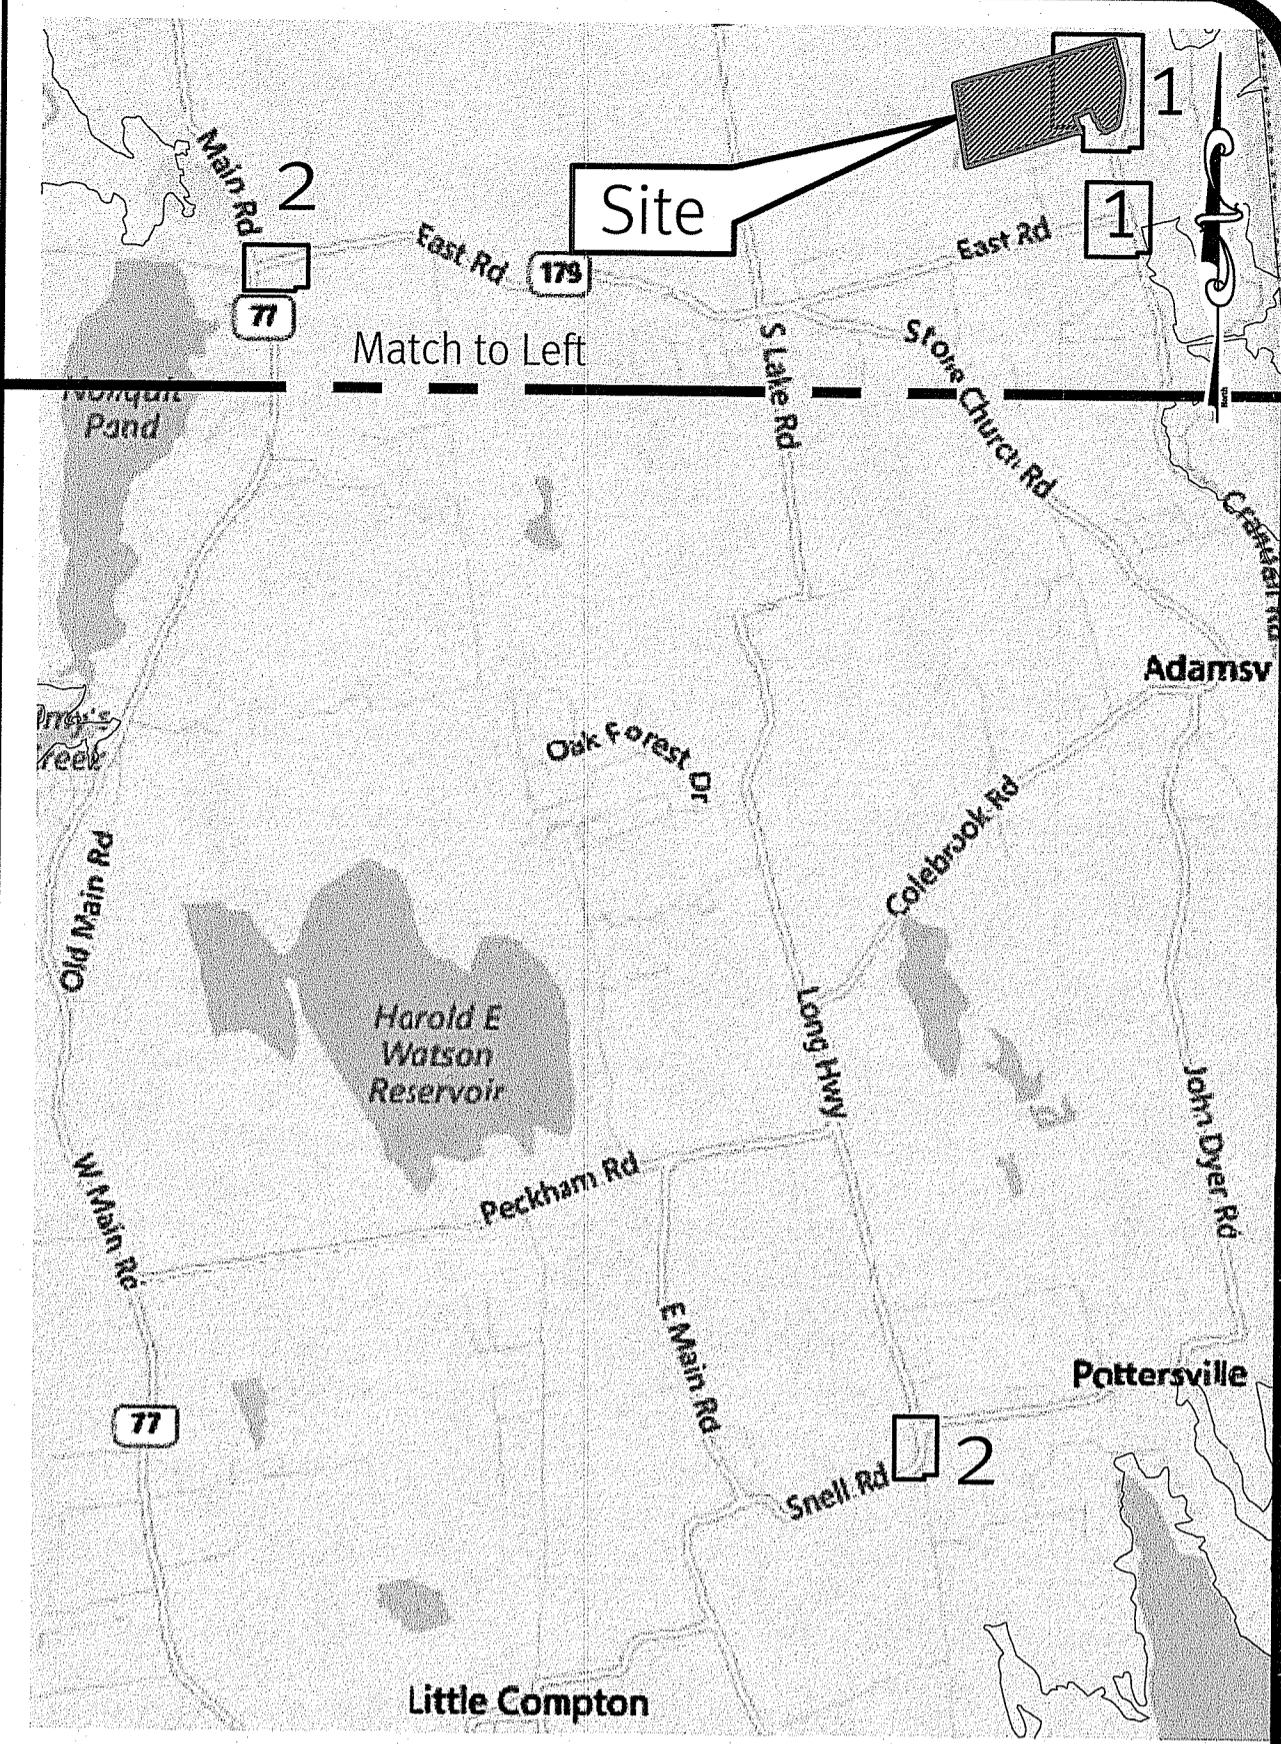 1
Main Rd
2
Site
1
East Rd
East Rd
179
77
Match to Left
Stone Church Rd
S Lake Rd
Pond
North
Adamsv
Oak Forest Dr
Colebrook Rd
Old Main Rd
Harold E
Watson
Reservoir
Long Hwy
John Dyer Rd
Peckham Rd
W Main Rd
E Main Rd
Pottersville
77
2
Snell Rd
Little Compton